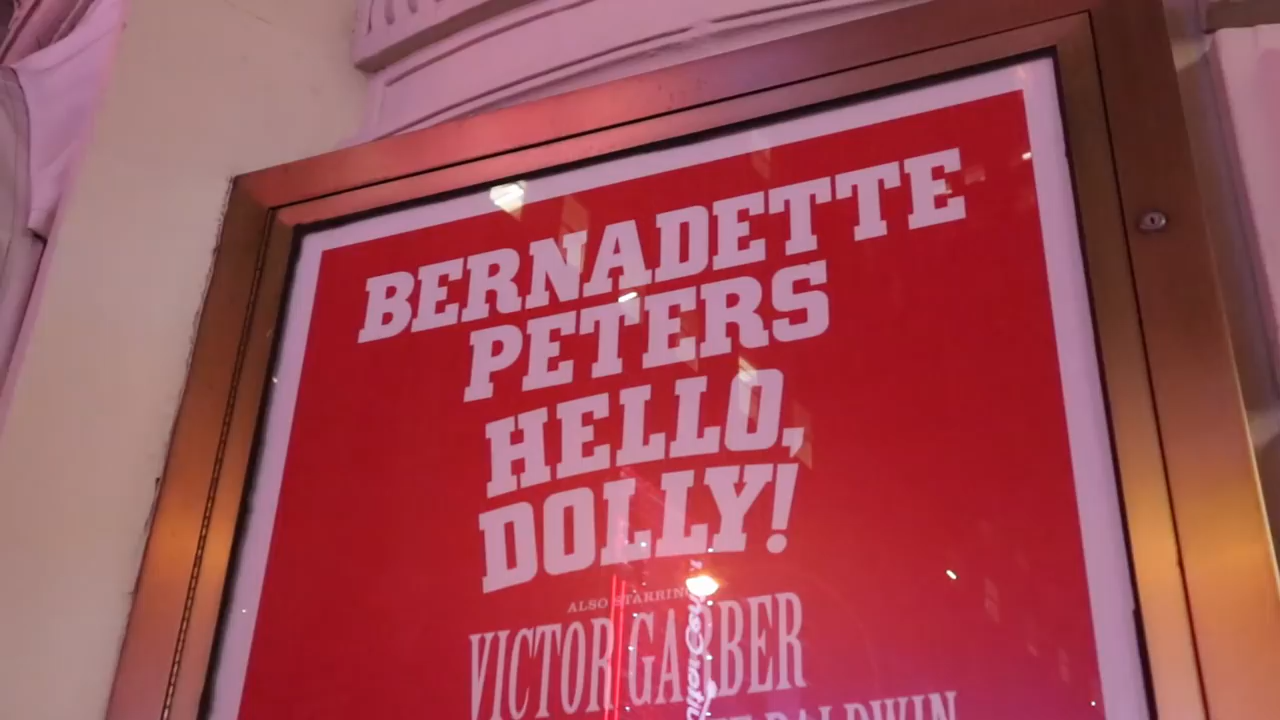 BERNADETTE
PETERS
HELLO,
DOLLY!
ALSO STARRING
VICTOR GARBER
BALDWIN